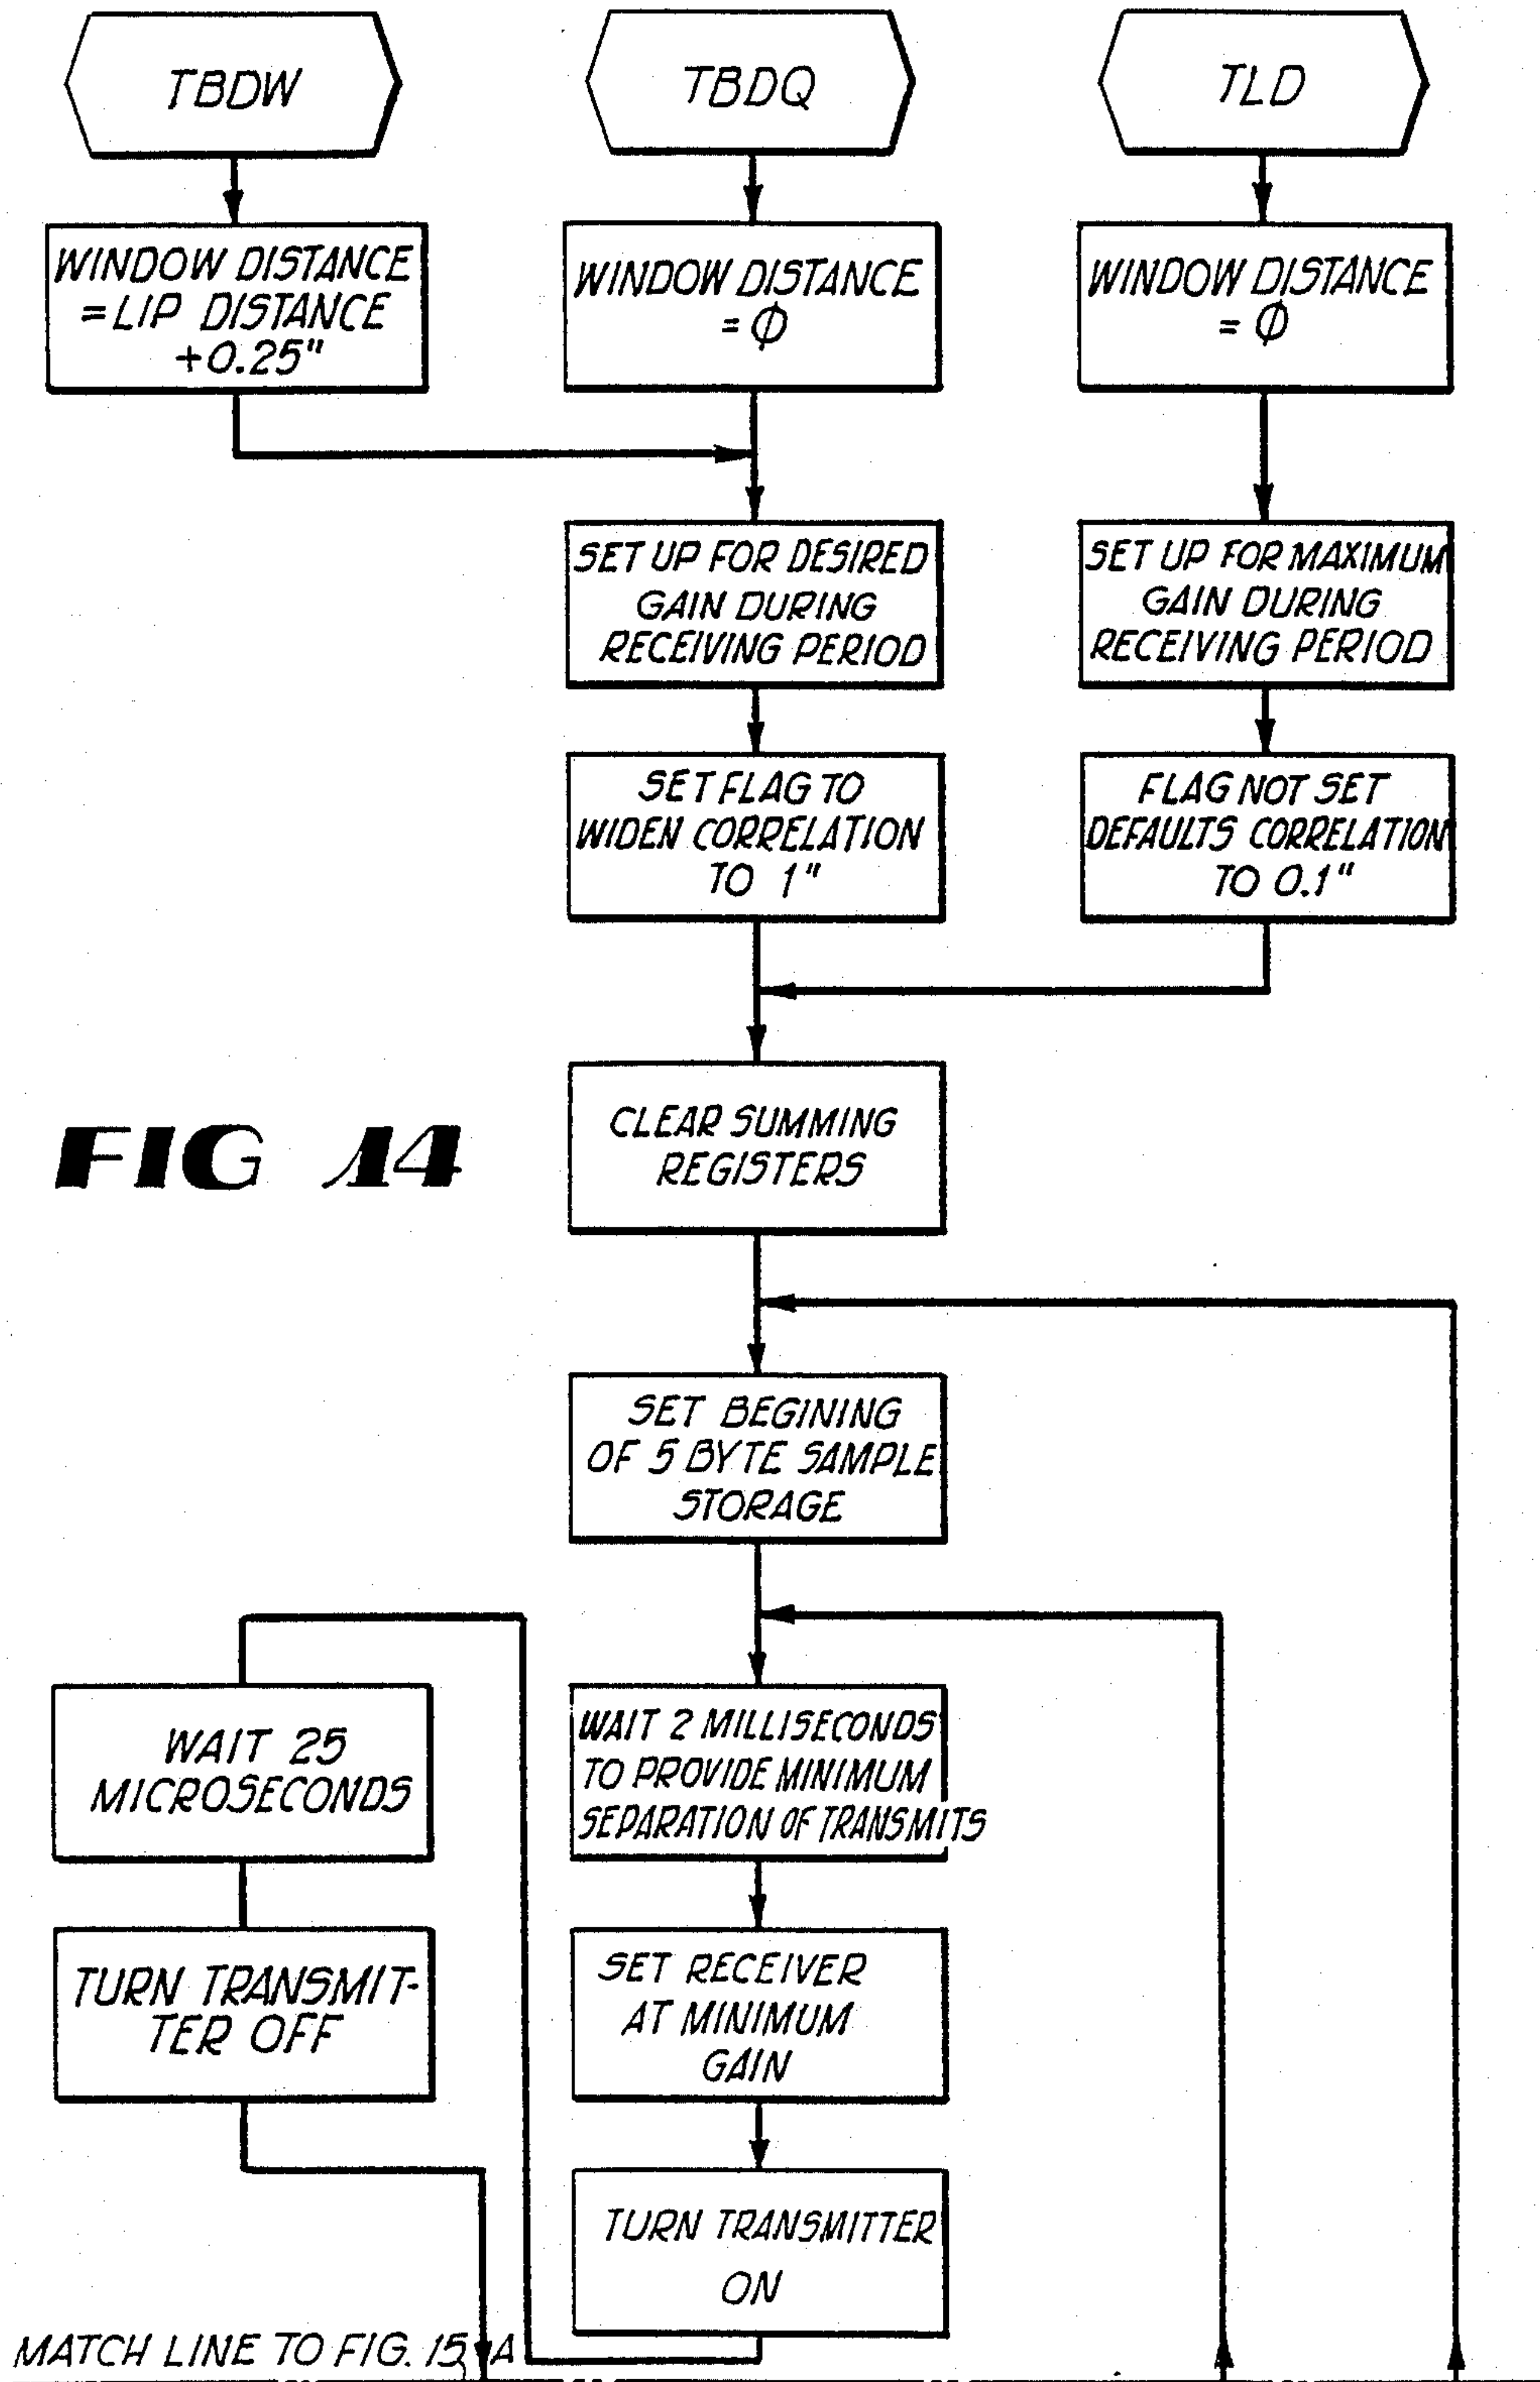 TBDW
TBDQ
TLD
WINDOW DISTANCE
= LIP DISTANCE
+0.25"
WINDOW DISTANCE
= Φ
WINDOW DISTANCE
= Φ
SET UP FOR DESIRED
GAIN DURING
RECEIVING PERIOD
SET UP FOR MAXIMUM
GAIN DURING
RECEIVING PERIOD
SET FLAG TO
WIDEN CORRELATION
TO 1"
FLAG NOT SET
DEFAULTS CORRELATION
TO 0.1"
CLEAR SUMMING
REGISTERS
FIG 14
SET BEGINING
OF 5 BYTE SAMPLE
STORAGE
WAIT 25
MICROSECONDS
WAIT 2 MILLISECONDS
TO PROVIDE MINIMUM
SEPARATION OF TRANSMITS
TURN TRANSMIT-
TER OFF
SET RECEIVER
AT MINIMUM
GAIN
TURN TRANSMITTER
ON
MATCH LINE TO FIG. 15 A